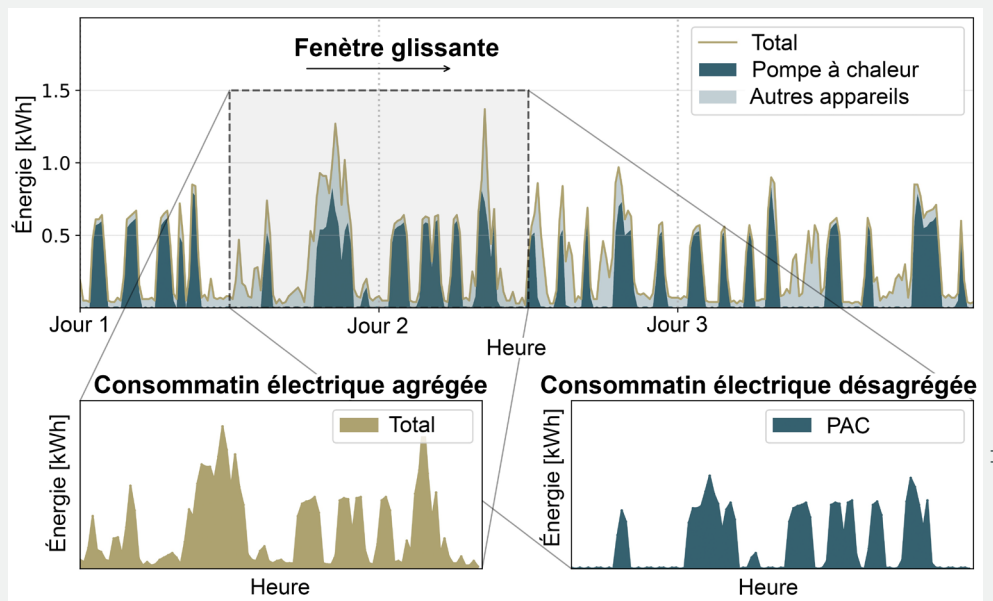 Fenètre glissante
Total
Pompe à chaleur
Autres appareils
Énergie [kWh]
1.5
1.0
0.5
Jour 1
Jour 2
Jour 3
Heure
Consommatin électrique agrégée
Total
Énergie [kWh]
Heure
Consommatin électrique désagrégée
PAC
Énergie [kWh]
Heure